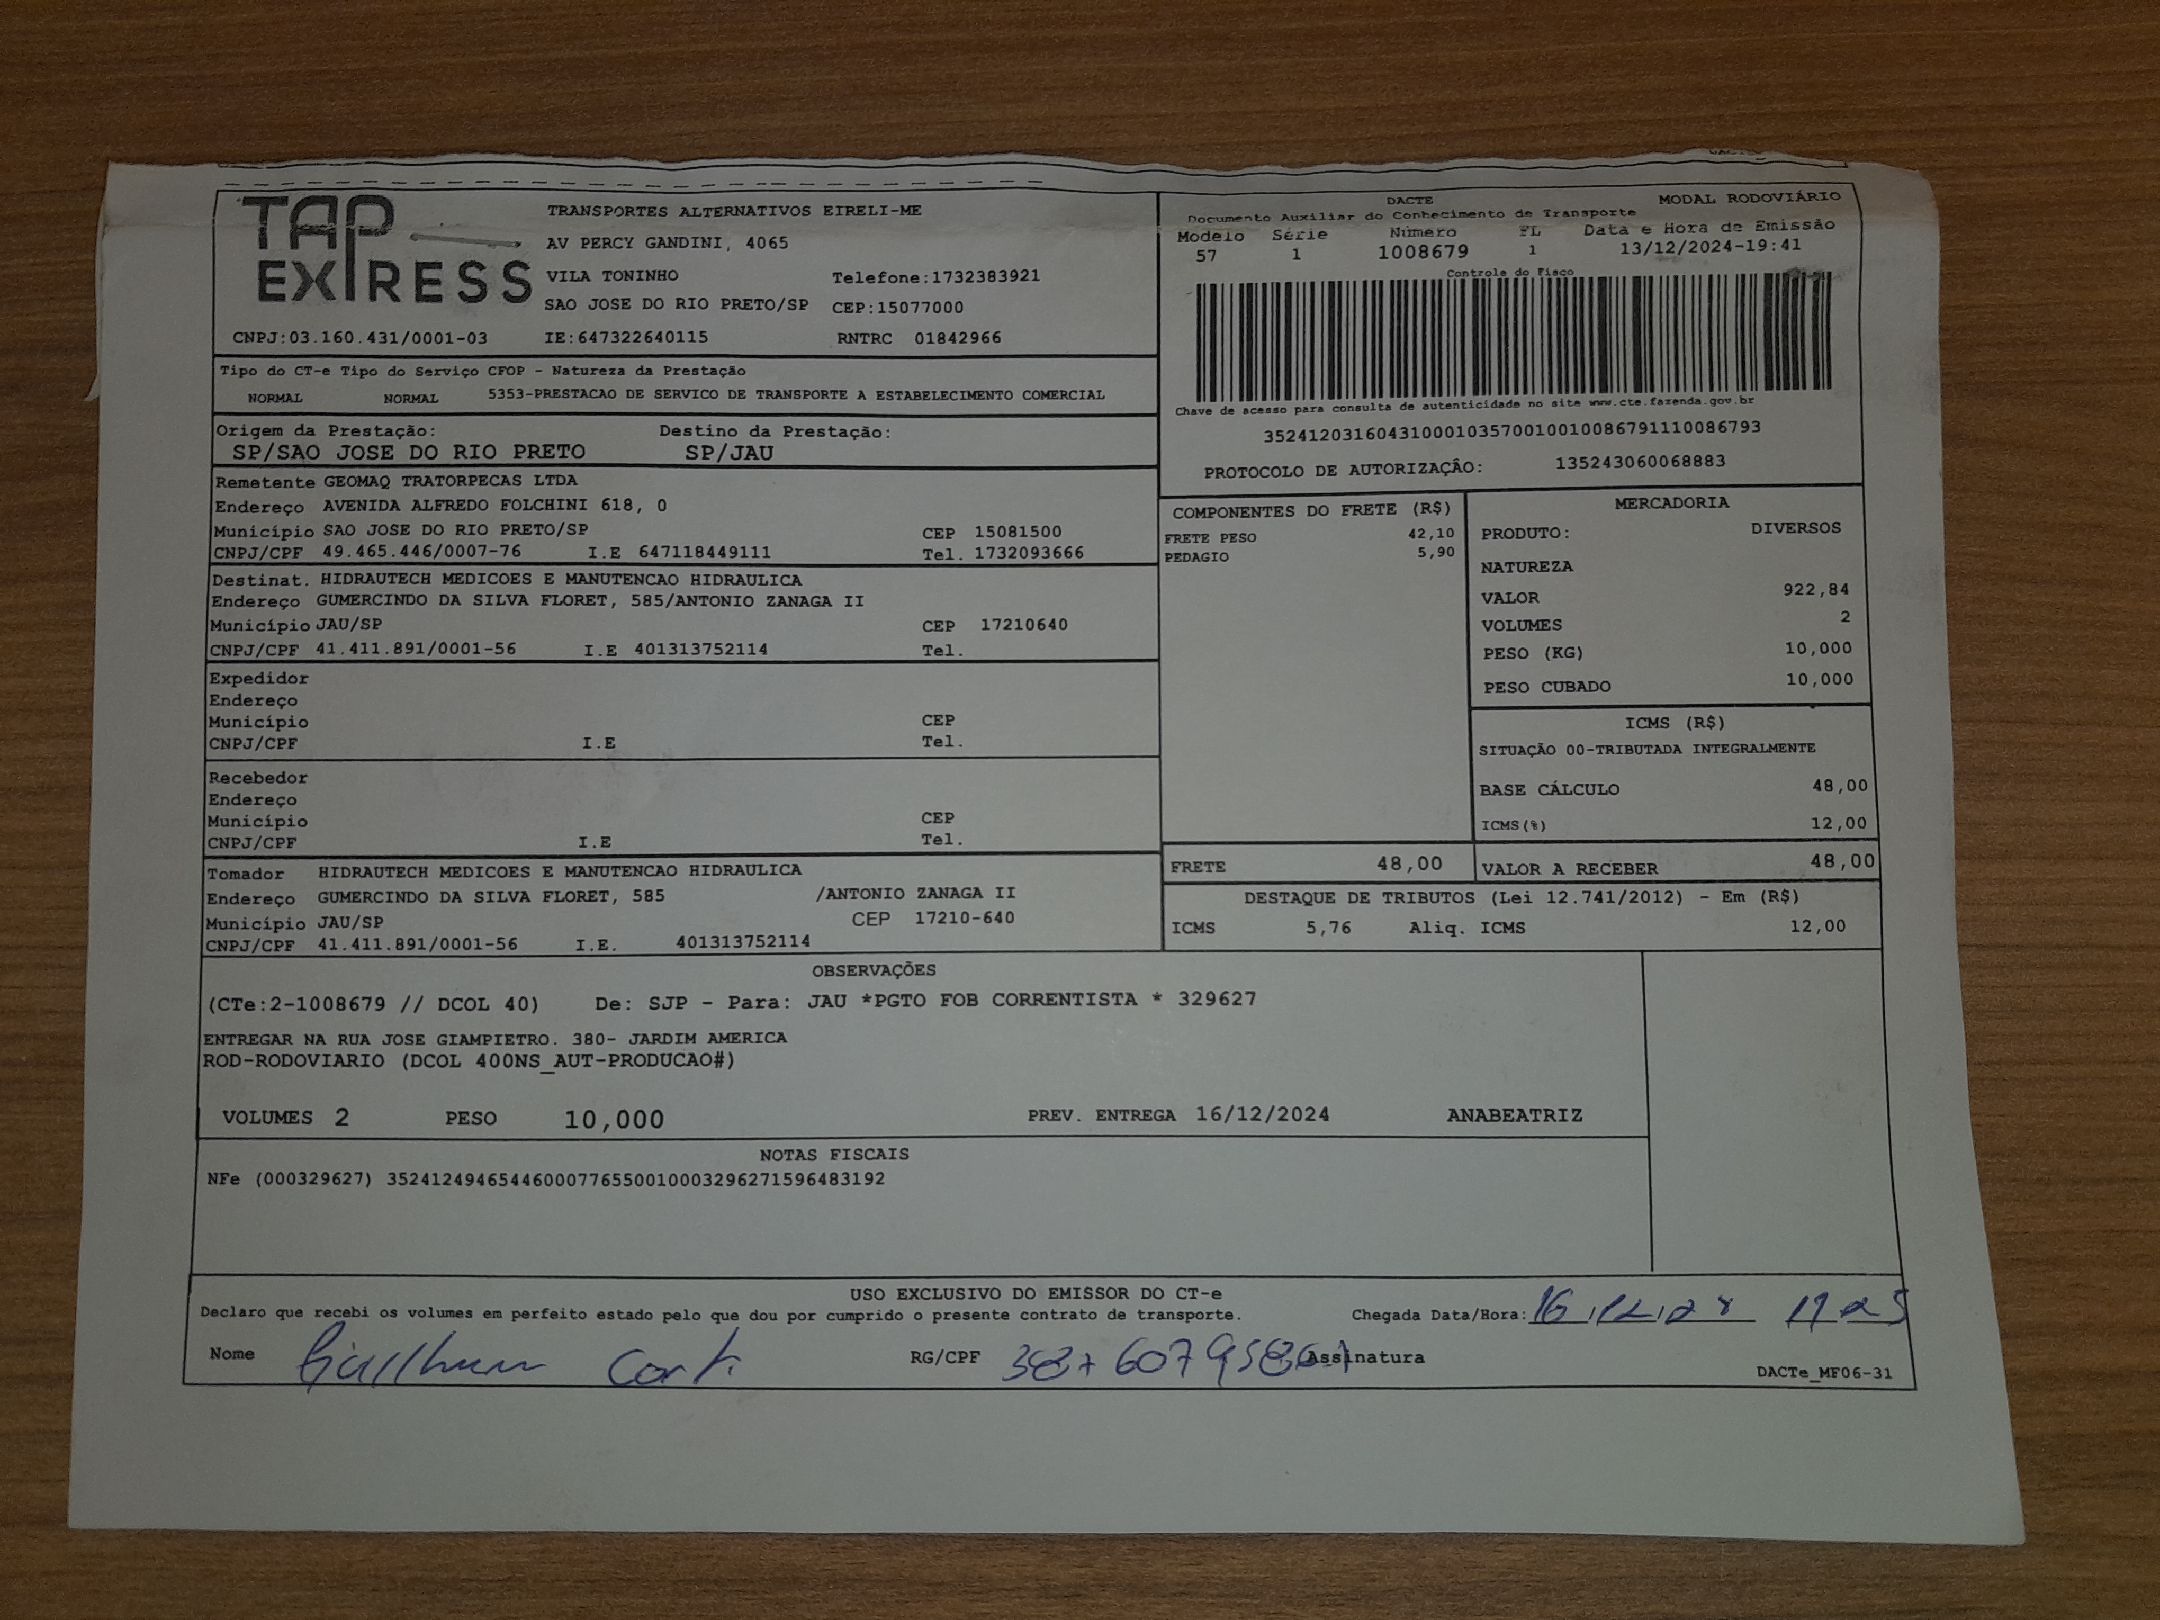 TAP EXPRESS
TRANSPORTES ALTERNATIVOS EIRELI-ME
AV PERCY GANDINI, 4065
VILA TONINHO Telefone:1732383921
SAO JOSE DO RIO PRETO/SP CEP:15077000
CNPJ:03.160.431/0001-03 IE:647322640115 RNTRC 01842966
DACTE MODAL RODOVIÁRIO
Documento Auxiliar do Conhecimento de Transporte
Modelo Série Número FL Data e Hora de Emissão
57 1 1008679 1 13/12/2024-19:41
Controle do Fisco
Chave de acesso para consulta de autenticidade no site www.cte.fazenda.gov.br
35241203160431000103570010010086791110086793
PROTOCOLO DE AUTORIZAÇÂO: 135243060068883
Tipo do CT-e Tipo do Serviço CFOP - Natureza da Prestação
NORMAL NORMAL 5353-PRESTACAO DE SERVICO DE TRANSPORTE A ESTABELECIMENTO COMERCIAL
Origem da Prestação: Destino da Prestação:
SP/SAO JOSE DO RIO PRETO SP/JAU
Remetente GEOMAQ TRATORPECAS LTDA
Endereço AVENIDA ALFREDO FOLCHINI 618, 0
Município SAO JOSE DO RIO PRETO/SP CEP 15081500
CNPJ/CPF 49.465.446/0007-76 I.E 647118449111 Tel. 1732093666
Destinat. HIDRAUTECH MEDICOES E MANUTENCAO HIDRAULICA
Endereço GUMERCINDO DA SILVA FLORET, 585/ANTONIO ZANAGA II
Município JAU/SP CEP 17210640
CNPJ/CPF 41.411.891/0001-56 I.E 401313752114 Tel.
Expedidor
Endereço
Município CEP
CNPJ/CPF I.E Tel.
Recebedor
Endereço
Município CEP
CNPJ/CPF I.E Tel.
Tomador HIDRAUTECH MEDICOES E MANUTENCAO HIDRAULICA
Endereço GUMERCINDO DA SILVA FLORET, 585 /ANTONIO ZANAGA II
Município JAU/SP CEP 17210-640
CNPJ/CPF 41.411.891/0001-56 I.E. 401313752114
COMPONENTES DO FRETE (R$)
FRETE PESO 42,10
PEDAGIO 5,90
MERCADORIA
PRODUTO: DIVERSOS
NATUREZA
VALOR 922,84
VOLUMES 2
PESO (KG) 10,000
PESO CUBADO 10,000
ICMS (R$)
SITUAÇÃO 00-TRIBUTADA INTEGRALMENTE
BASE CÁLCULO 48,00
ICMS(%) 12,00
FRETE 48,00 VALOR A RECEBER 48,00
DESTAQUE DE TRIBUTOS (Lei 12.741/2012) - Em (R$)
ICMS 5,76 Aliq. ICMS 12,00
OBSERVAÇÕES
(CTe:2-1008679 // DCOL 40) De: SJP - Para: JAU *PGTO FOB CORRENTISTA * 329627
ENTREGAR NA RUA JOSE GIAMPIETRO. 380- JARDIM AMERICA
ROD-RODOVIARIO (DCOL 400NS_AUT-PRODUCAO#)
VOLUMES 2 PESO 10,000 PREV. ENTREGA 16/12/2024 ANABEATRIZ
NOTAS FISCAIS
NFe (000329627) 35241249465446000776550010003296271596483192
USO EXCLUSIVO DO EMISSOR DO CT-e
Declaro que recebi os volumes em perfeito estado pelo que dou por cumprido o presente contrato de transporte. Chegada Data/Hora:
Nome RG/CPF Assinatura
DACTe_MF06-31